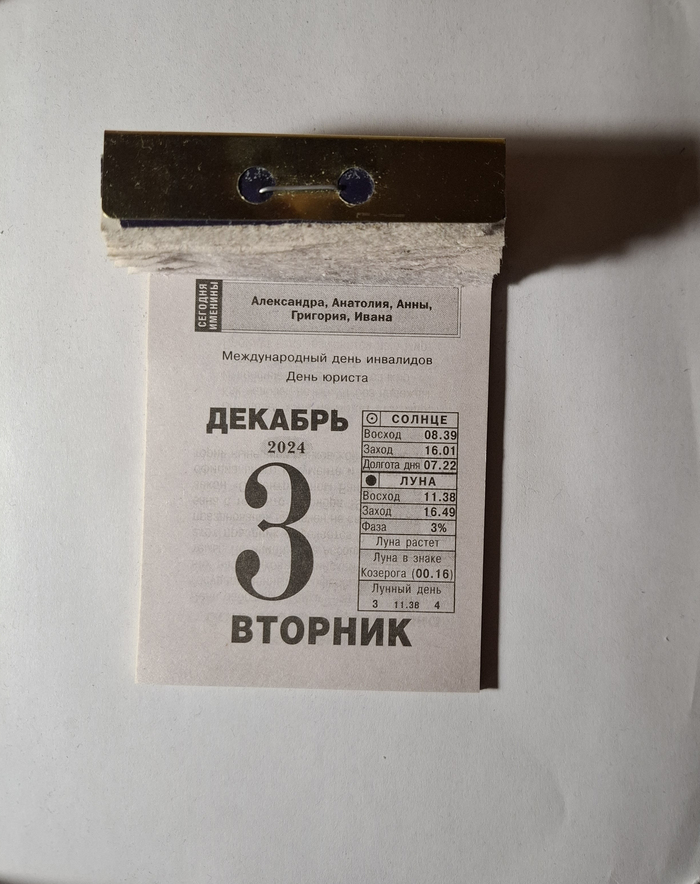 СЕГОДНЯ
ИМЕНИНЫ
Александра, Анатолия, Анны,
Григория, Ивана
Международный день инвалидов
День юриста
ДЕКАБРЬ
2024
3
ВТОРНИК
СОЛНЦЕ
Восход 08.39
Заход 16.01
Долгота дня 07.22
ЛУНА
Восход 11.38
Заход 16.49
Фаза 3%
Луна растет
Луна в знаке
Козерога (00.16)
Лунный день
3 11.38 4